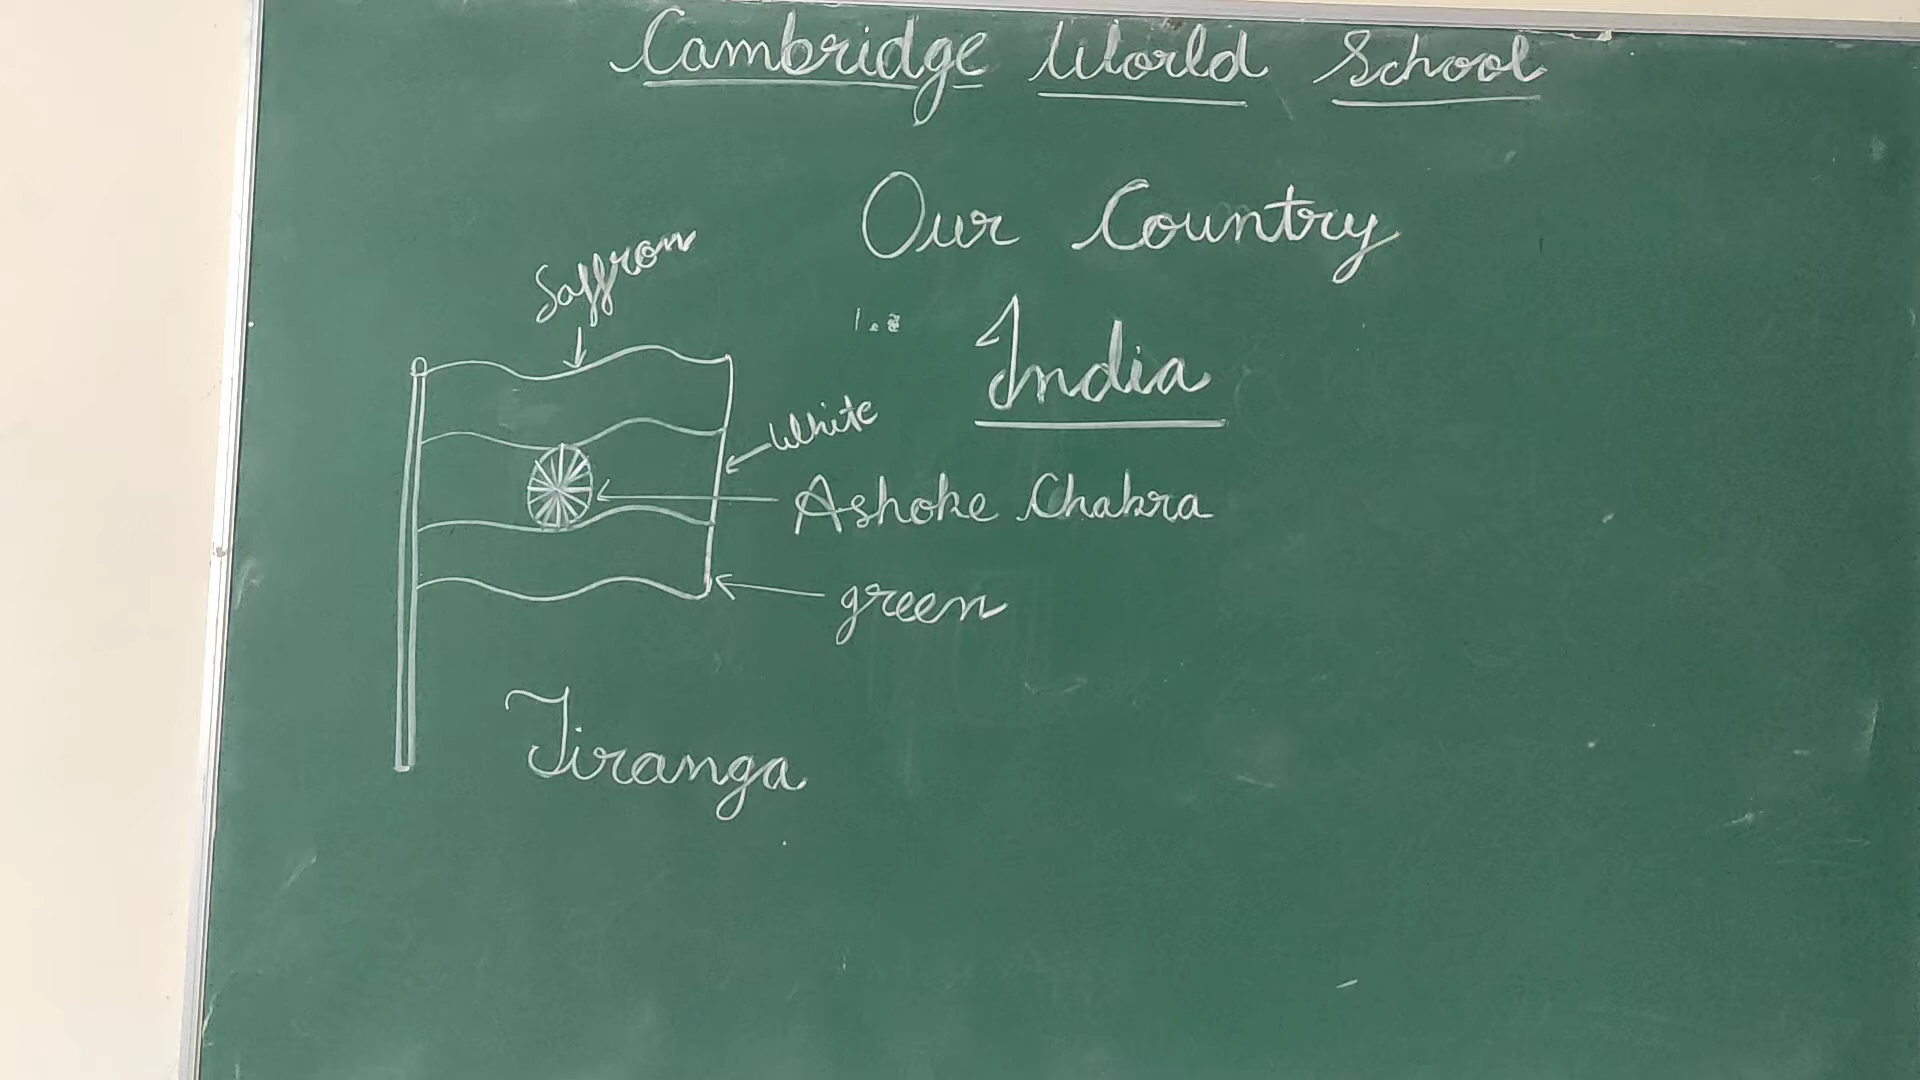 Cambridge World School
Our Country
India
Saffron
White
Ashoke Chakra
green
Tiranga